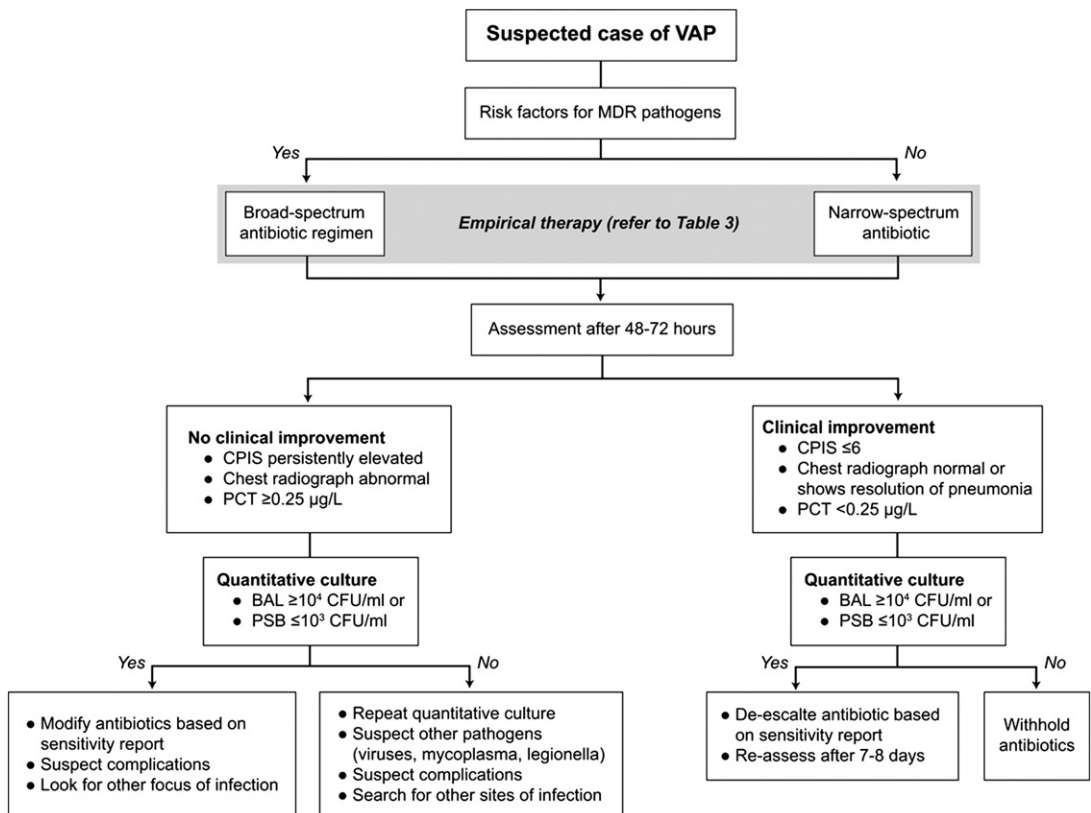 Suspected case of VAP
Risk factors for MDR pathogens
Yes
No
Broad-spectrum
antibiotic regimen
Empirical therapy (refer to Table 3)
Narrow-spectrum
antibiotic
Assessment after 48-72 hours
No clinical improvement
● CPIS persistently elevated
● Chest radiograph abnormal
● PCT ≥0.25 µg/L
Clinical improvement
● CPIS ≤6
● Chest radiograph normal or
shows resolution of pneumonia
● PCT <0.25 µg/L
Quantitative culture
● BAL ≥10⁴ CFU/ml or
● PSB ≤10³ CFU/ml
Quantitative culture
● BAL ≥10⁴ CFU/ml or
● PSB ≤10³ CFU/ml
Yes
No
Yes
No
● Modify antibiotics based on
sensitivity report
● Suspect complications
● Look for other focus of infection
● Repeat quantitative culture
● Suspect other pathogens
(viruses, mycoplasma, legionella)
● Suspect complications
● Search for other sites of infection
● De-escalte antibiotic based
on sensitivity report
● Re-assess after 7-8 days
Withhold
antibiotics